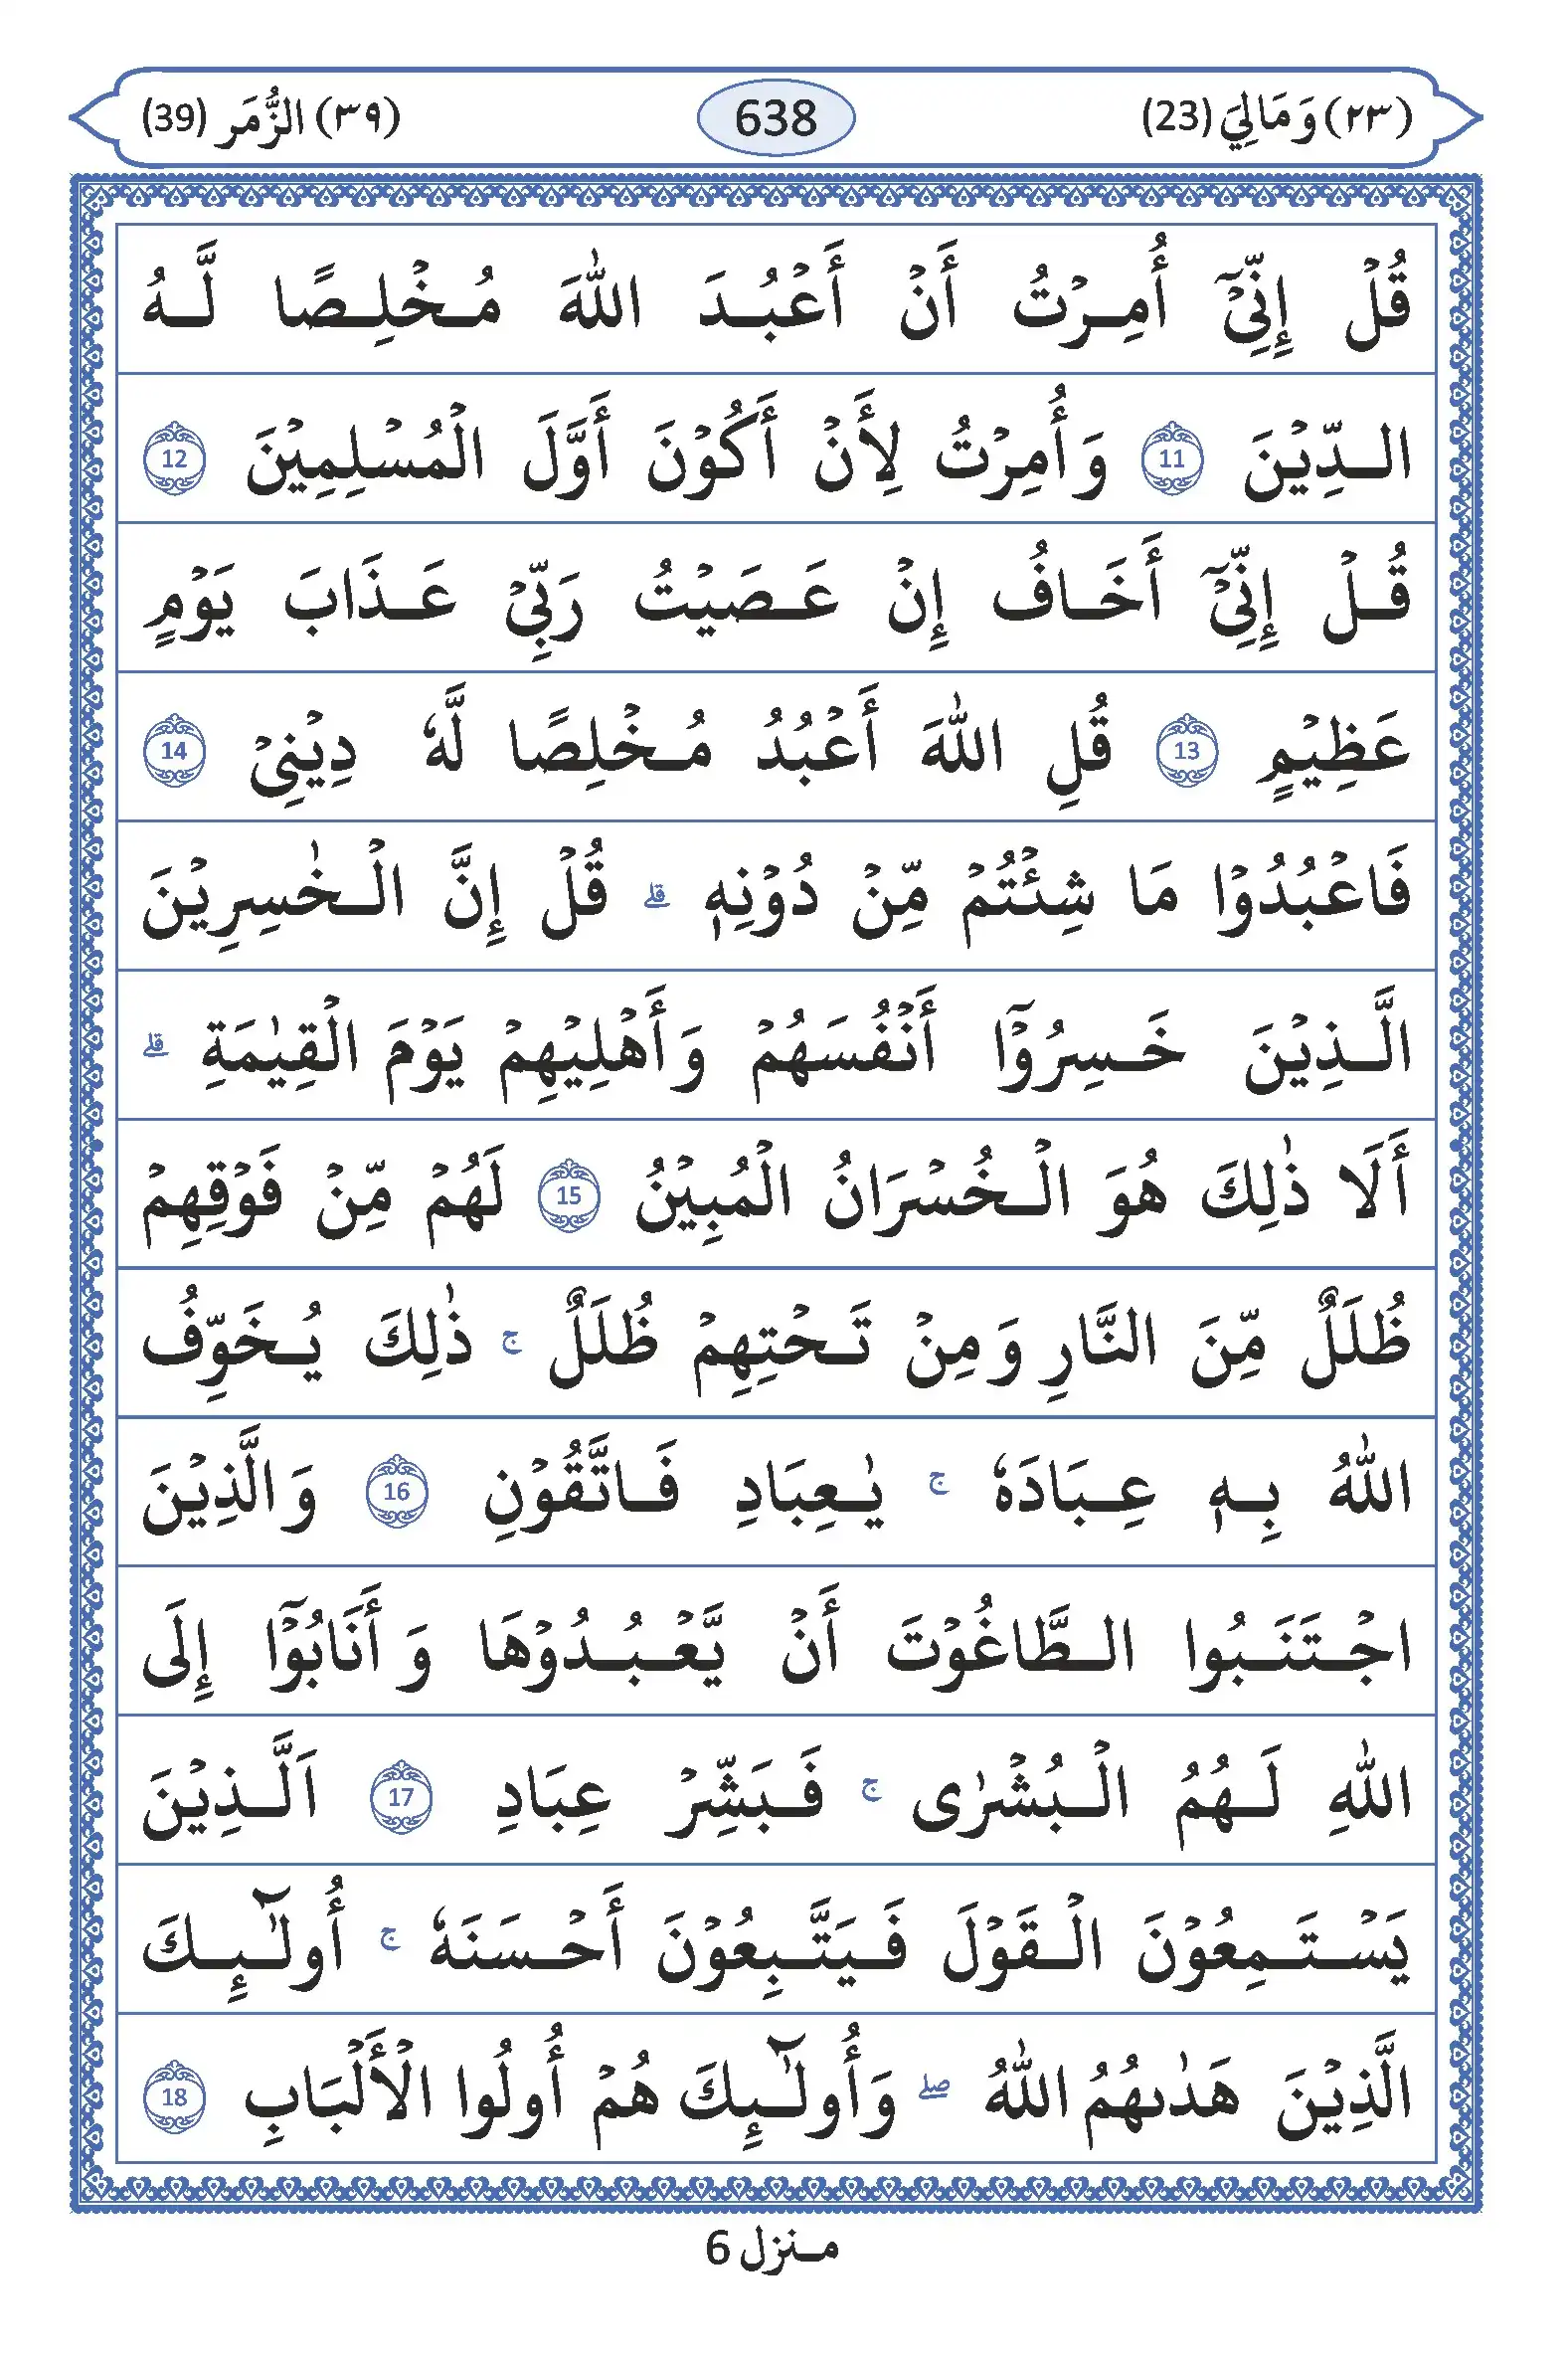 (٢٣) وَمَالِيَ (23) 638 (٣٩) الزُّمَر (39)
قُلْ إِنِّيْٓ أُمِرْتُ أَنْ أَعْبُدَ اللّٰهَ مُخْلِصًا لَّهُ
الدِّيْنَ 11 وَأُمِرْتُ لِأَنْ أَكُوْنَ أَوَّلَ الْمُسْلِمِيْنَ 12
قُلْ إِنِّيْٓ أَخَافُ إِنْ عَصَيْتُ رَبِّيْ عَذَابَ يَوْمٍ
عَظِيْمٍ 13 قُلِ اللّٰهَ أَعْبُدُ مُخْلِصًا لَّهٗ دِيْنِيْ 14
فَاعْبُدُوْا مَا شِئْتُمْ مِّنْ دُوْنِهٖ ۗ قُلْ إِنَّ الْخٰسِرِيْنَ
الَّذِيْنَ خَسِرُوْٓا أَنْفُسَهُمْ وَأَهْلِيْهِمْ يَوْمَ الْقِيٰمَةِ ۗ
أَلَا ذٰلِكَ هُوَ الْخُسْرَانُ الْمُبِيْنُ 15 لَهُمْ مِّنْ فَوْقِهِمْ
ظُلَلٌ مِّنَ النَّارِ وَمِنْ تَحْتِهِمْ ظُلَلٌ ۚ ذٰلِكَ يُخَوِّفُ
اللّٰهُ بِهٖ عِبَادَهٗ ۚ يٰعِبَادِ فَاتَّقُوْنِ 16 وَالَّذِيْنَ
اجْتَنَبُوا الطَّاغُوْتَ أَنْ يَّعْبُدُوْهَا وَأَنَابُوْٓا إِلَى
اللّٰهِ لَهُمُ الْبُشْرٰى ۚ فَبَشِّرْ عِبَادِ 17 اَلَّذِيْنَ
يَسْتَمِعُوْنَ الْقَوْلَ فَيَتَّبِعُوْنَ أَحْسَنَهٗ ۚ أُولٰٓئِكَ
الَّذِيْنَ هَدٰىهُمُ اللّٰهُ ۖ وَأُولٰٓئِكَ هُمْ أُولُوا الْأَلْبَابِ 18
منزل 6